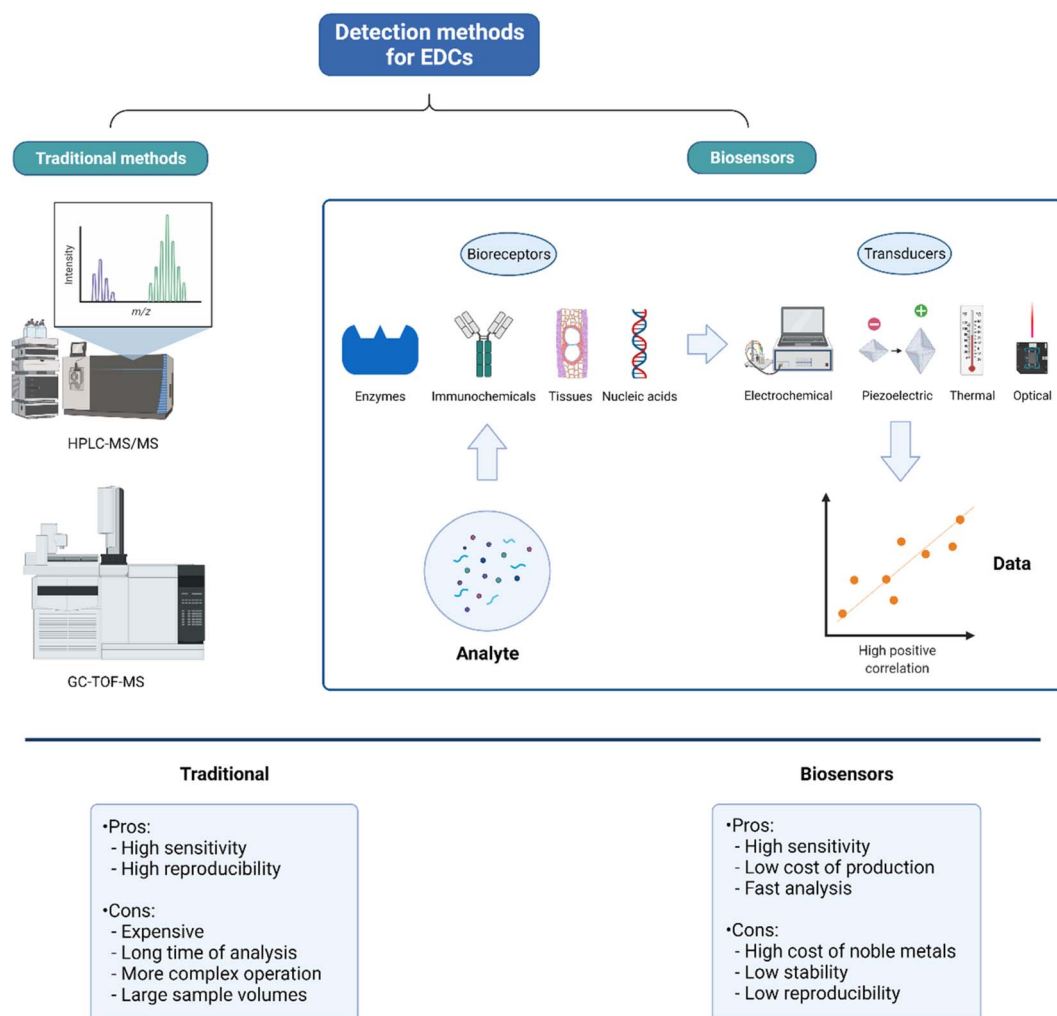 Detection methods
for EDCs
Traditional methods
Biosensors
Intensity
m/z
HPLC-MS/MS
GC-TOF-MS
Bioreceptors
Transducers
Enzymes
Immunochemicals
Tissues
Nucleic acids
Electrochemical
Piezoelectric
Thermal
Optical
Analyte
Data
High positive
correlation
Traditional
•Pros:
- High sensitivity
- High reproducibility
•Cons:
- Expensive
- Long time of analysis
- More complex operation
- Large sample volumes
Biosensors
•Pros:
- High sensitivity
- Low cost of production
- Fast analysis
•Cons:
- High cost of noble metals
- Low stability
- Low reproducibility